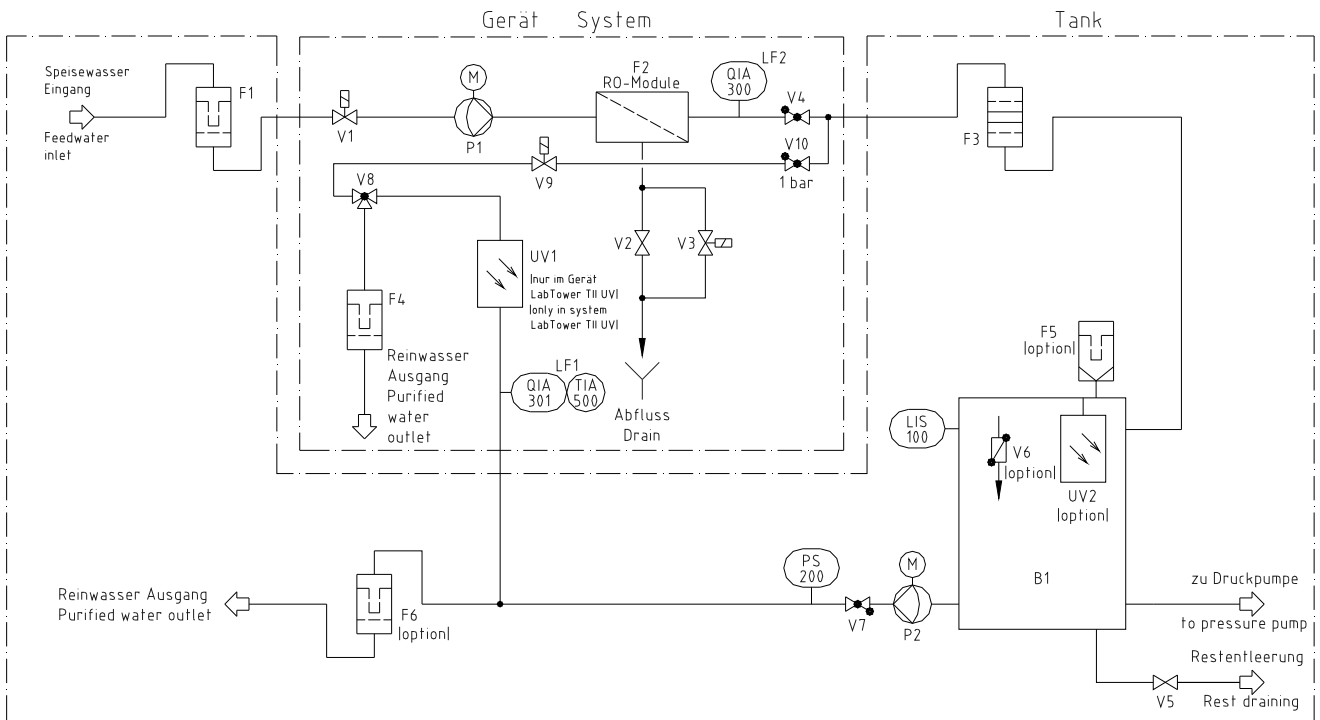 Gerät System
Tank
Speisewasser
Eingang
Feedwater
inlet
F1
V1
M
P1
F2
RO-Module
QIA
300
LF2
V4
V10
1 bar
V9
V8
F3
V2
V3
UV1
|nur im Gerät
LabTower TII UV|
|only in system
LabTower TII UV|
F4
Reinwasser
Ausgang
Purified
water
outlet
LF1
QIA
301
TIA
500
Abfluss
Drain
F5
|option|
LIS
100
V6
|option|
UV2
|option|
B1
PS
200
V7
M
P2
Reinwasser Ausgang
Purified water outlet
F6
|option|
zu Druckpumpe
to pressure pump
Restentleerung
Rest draining
V5